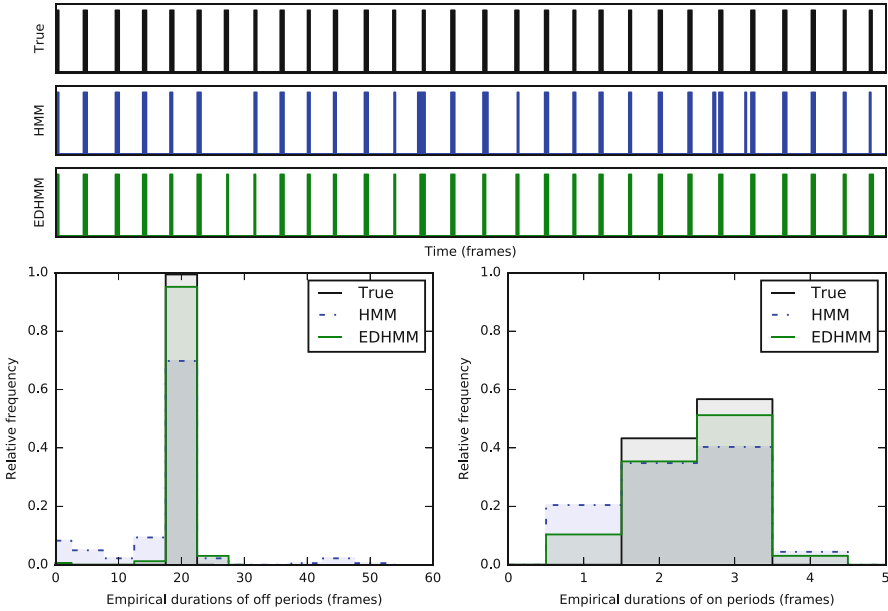 True
HMM
EDHMM
Time (frames)
1.0
0.8
0.6
0.4
0.2
0.0
Relative frequency
True
HMM
EDHMM
0 10 20 30 40 50 60
Empirical durations of off periods (frames)
1.0
0.8
0.6
0.4
0.2
0.0
Relative frequency
True
HMM
EDHMM
0 1 2 3 4 5
Empirical durations of on periods (frames)